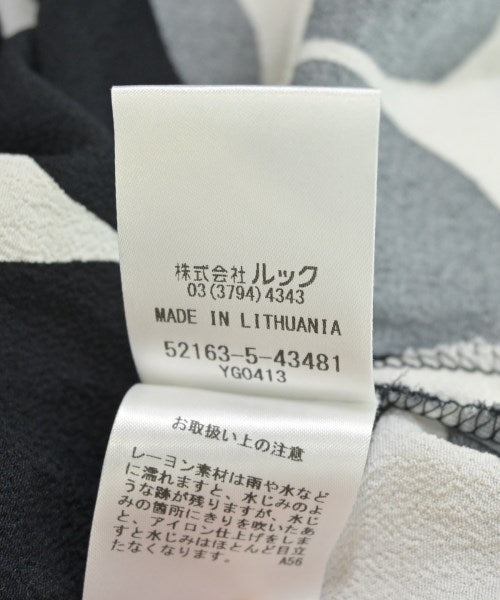 株式会社 ルック
03(3794)4343
MADE IN LITHUANIA
52163-5-43481
YG0413
お取扱い上の注意
レーヨン素材は雨や水など
に濡れますと、水じみのよ
うな跡が残りますが、水じ
みの箇所にきりを吹いたあ
と、アイロン仕上げをしま
すと水じみはほとんど目立
たなくなります。 A56